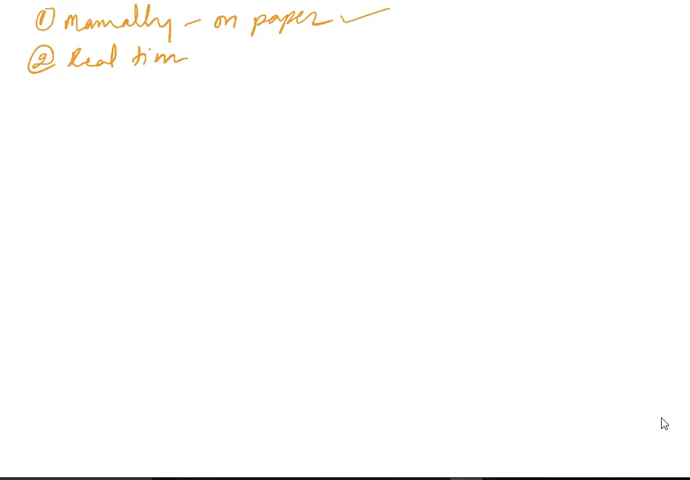 ① Manually - on paper ✓
② Real time